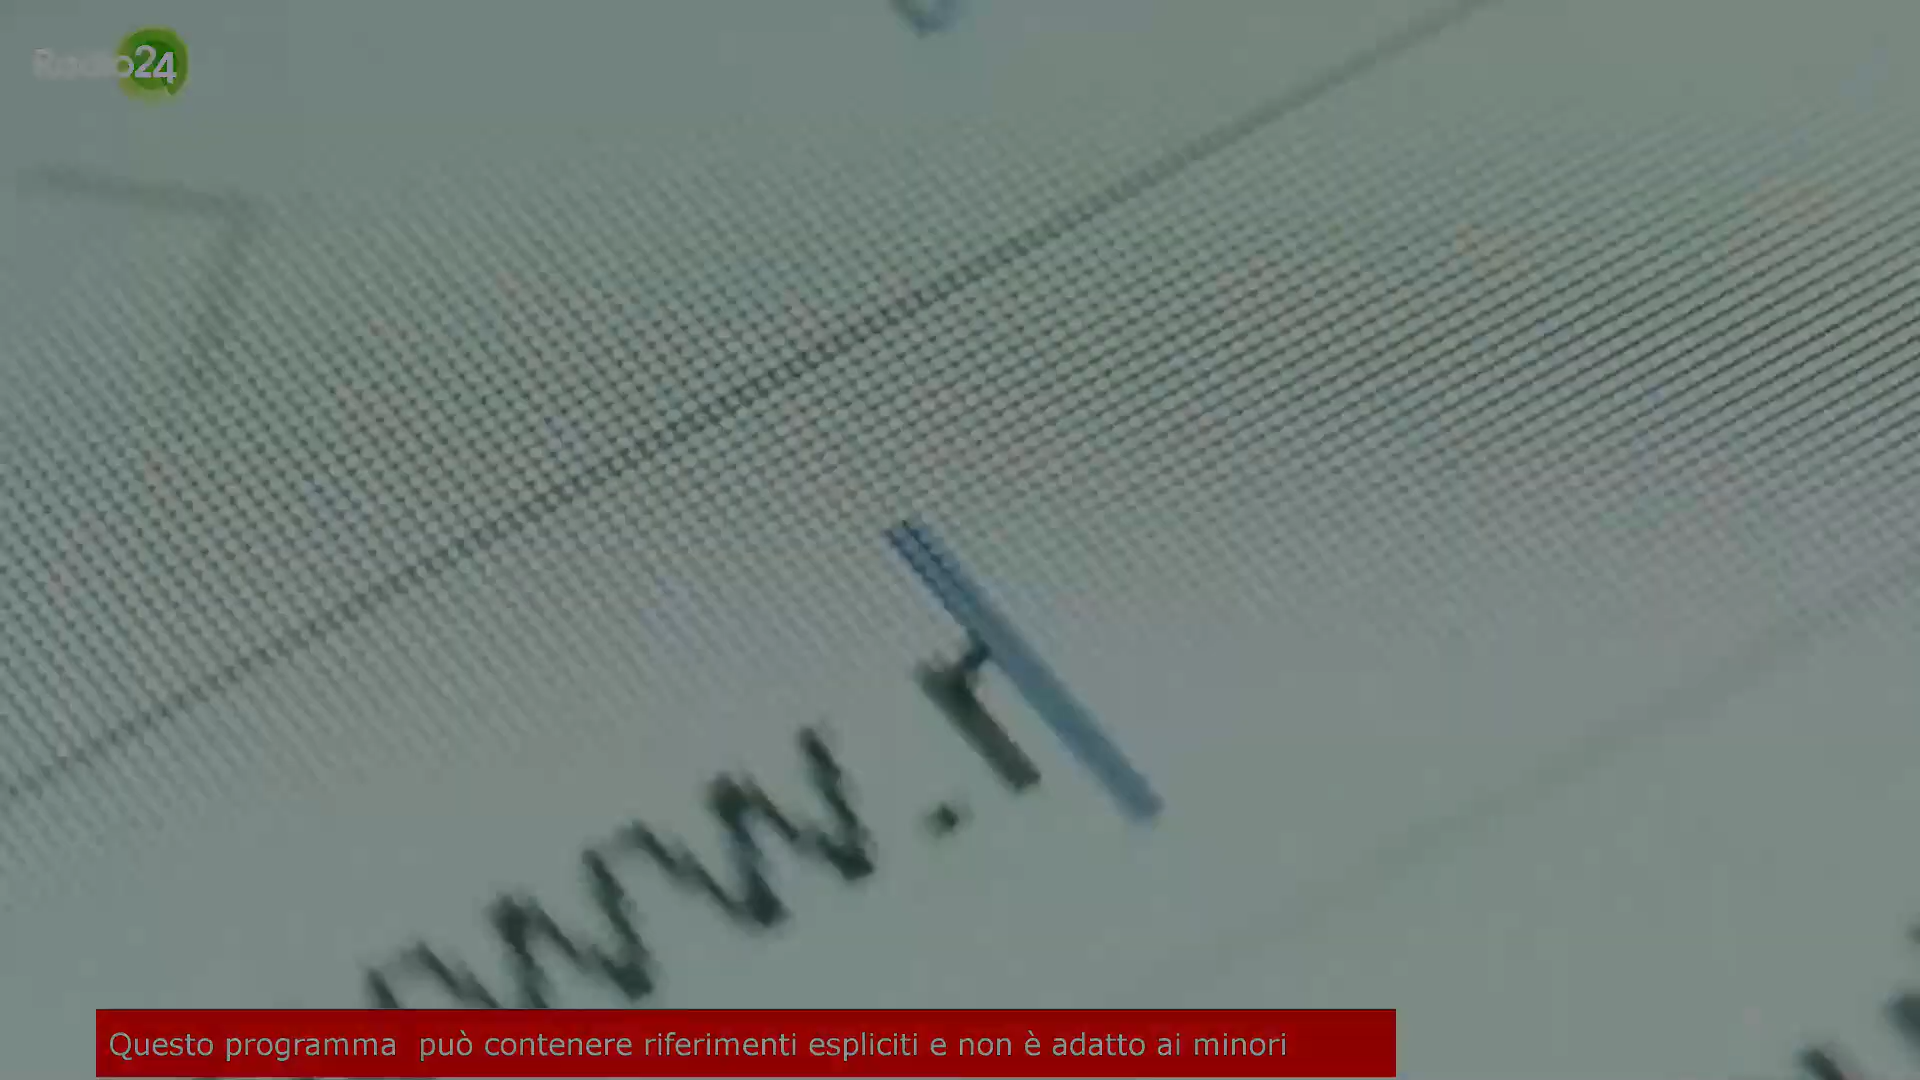 Radio24
www.r
Questo programma può contenere riferimenti espliciti e non è adatto ai minori